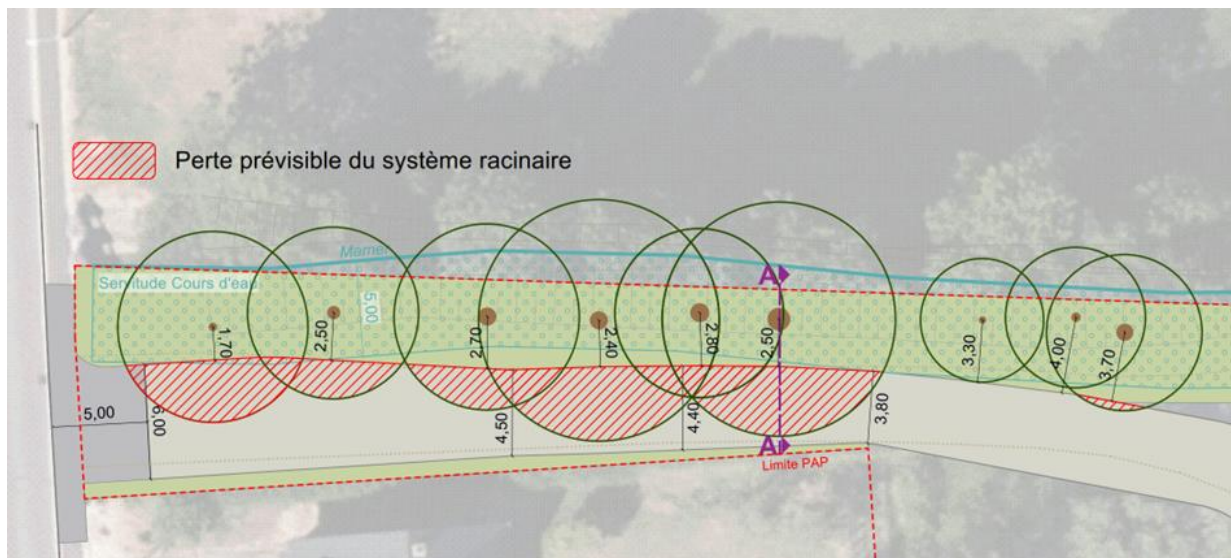 Perte prévisible du système racinaire
Mamer
Servitude Cours d'eau
5,00
1,70
2,50
2,70
2,40
2,80
2,50
3,30
4,00
3,70
A
5,00
6,00
4,50
4,40
3,80
A
Limite PAP